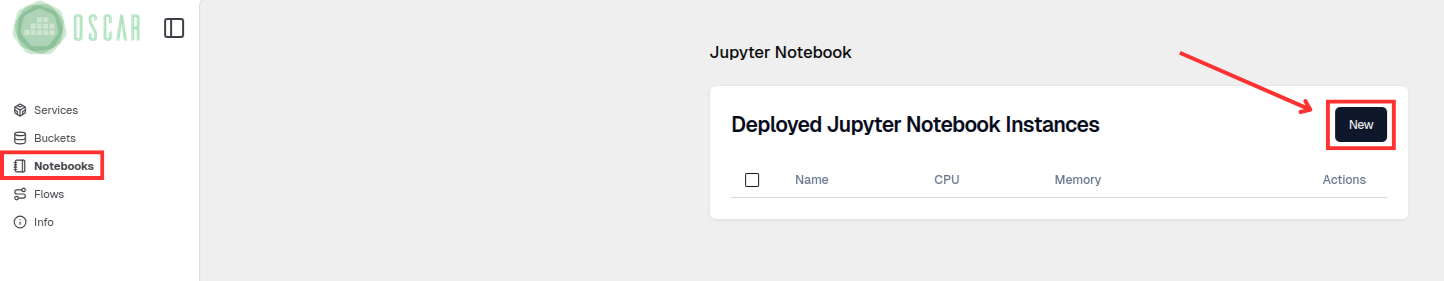 OSCAR
Services
Buckets
Notebooks
Flows
Info
Jupyter Notebook
Deployed Jupyter Notebook Instances
New
Name CPU Memory Actions